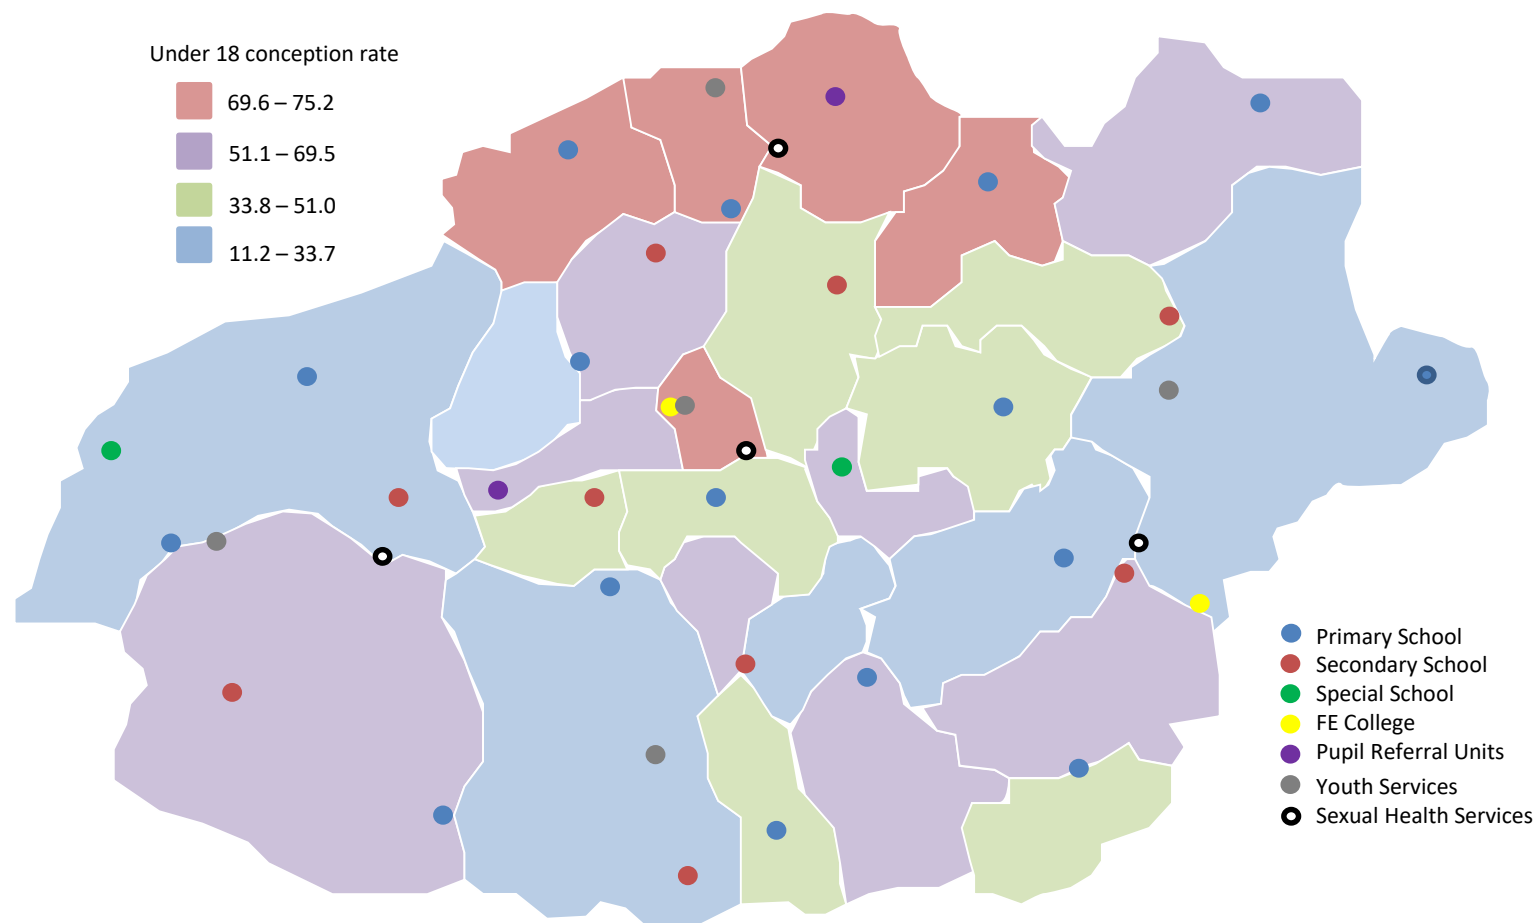 Under 18 conception rate
69.6 – 75.2
51.1 – 69.5
33.8 – 51.0
11.2 – 33.7
Primary School
Secondary School
Special School
FE College
Pupil Referral Units
Youth Services
Sexual Health Services